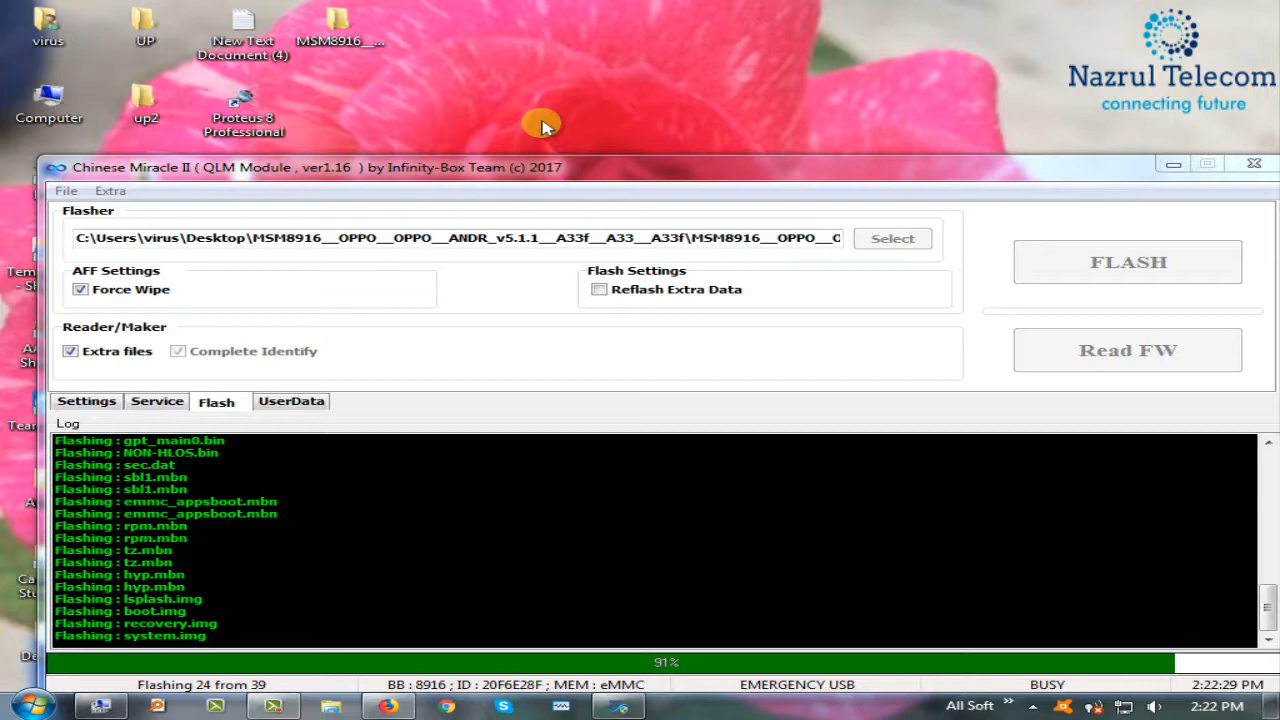 virus
UP
New Text
Document (4)
MSM8916__...
Computer
up2
Proteus 8
Professional
Nazrul Telecom
connecting future
Chinese Miracle II ( QLM Module , ver1.16 ) by Infinity-Box Team (c) 2017
File Extra
Flasher
C:\Users\virus\Desktop\MSM8916__OPPO__OPPO__ANDR_v5.1.1__A33f__A33__A33f\MSM8916__OPPO__O
Select
FLASH
AFF Settings
Force Wipe
Flash Settings
Reflash Extra Data
Reader/Maker
Extra files
Complete Identify
Read FW
Settings Service Flash UserData
Log
Flashing : gpt_main0.bin
Flashing : NON-HLOS.bin
Flashing : sec.dat
Flashing : sbl1.mbn
Flashing : sbl1.mbn
Flashing : emmc_appsboot.mbn
Flashing : emmc_appsboot.mbn
Flashing : rpm.mbn
Flashing : rpm.mbn
Flashing : tz.mbn
Flashing : tz.mbn
Flashing : hyp.mbn
Flashing : hyp.mbn
Flashing : lsplash.img
Flashing : boot.img
Flashing : recovery.img
Flashing : system.img
91%
Flashing 24 from 39
BB : 8916 ; ID : 20F6E28F ; MEM : eMMC
EMERGENCY USB
BUSY
2:22:29 PM
All Soft
2:22 PM